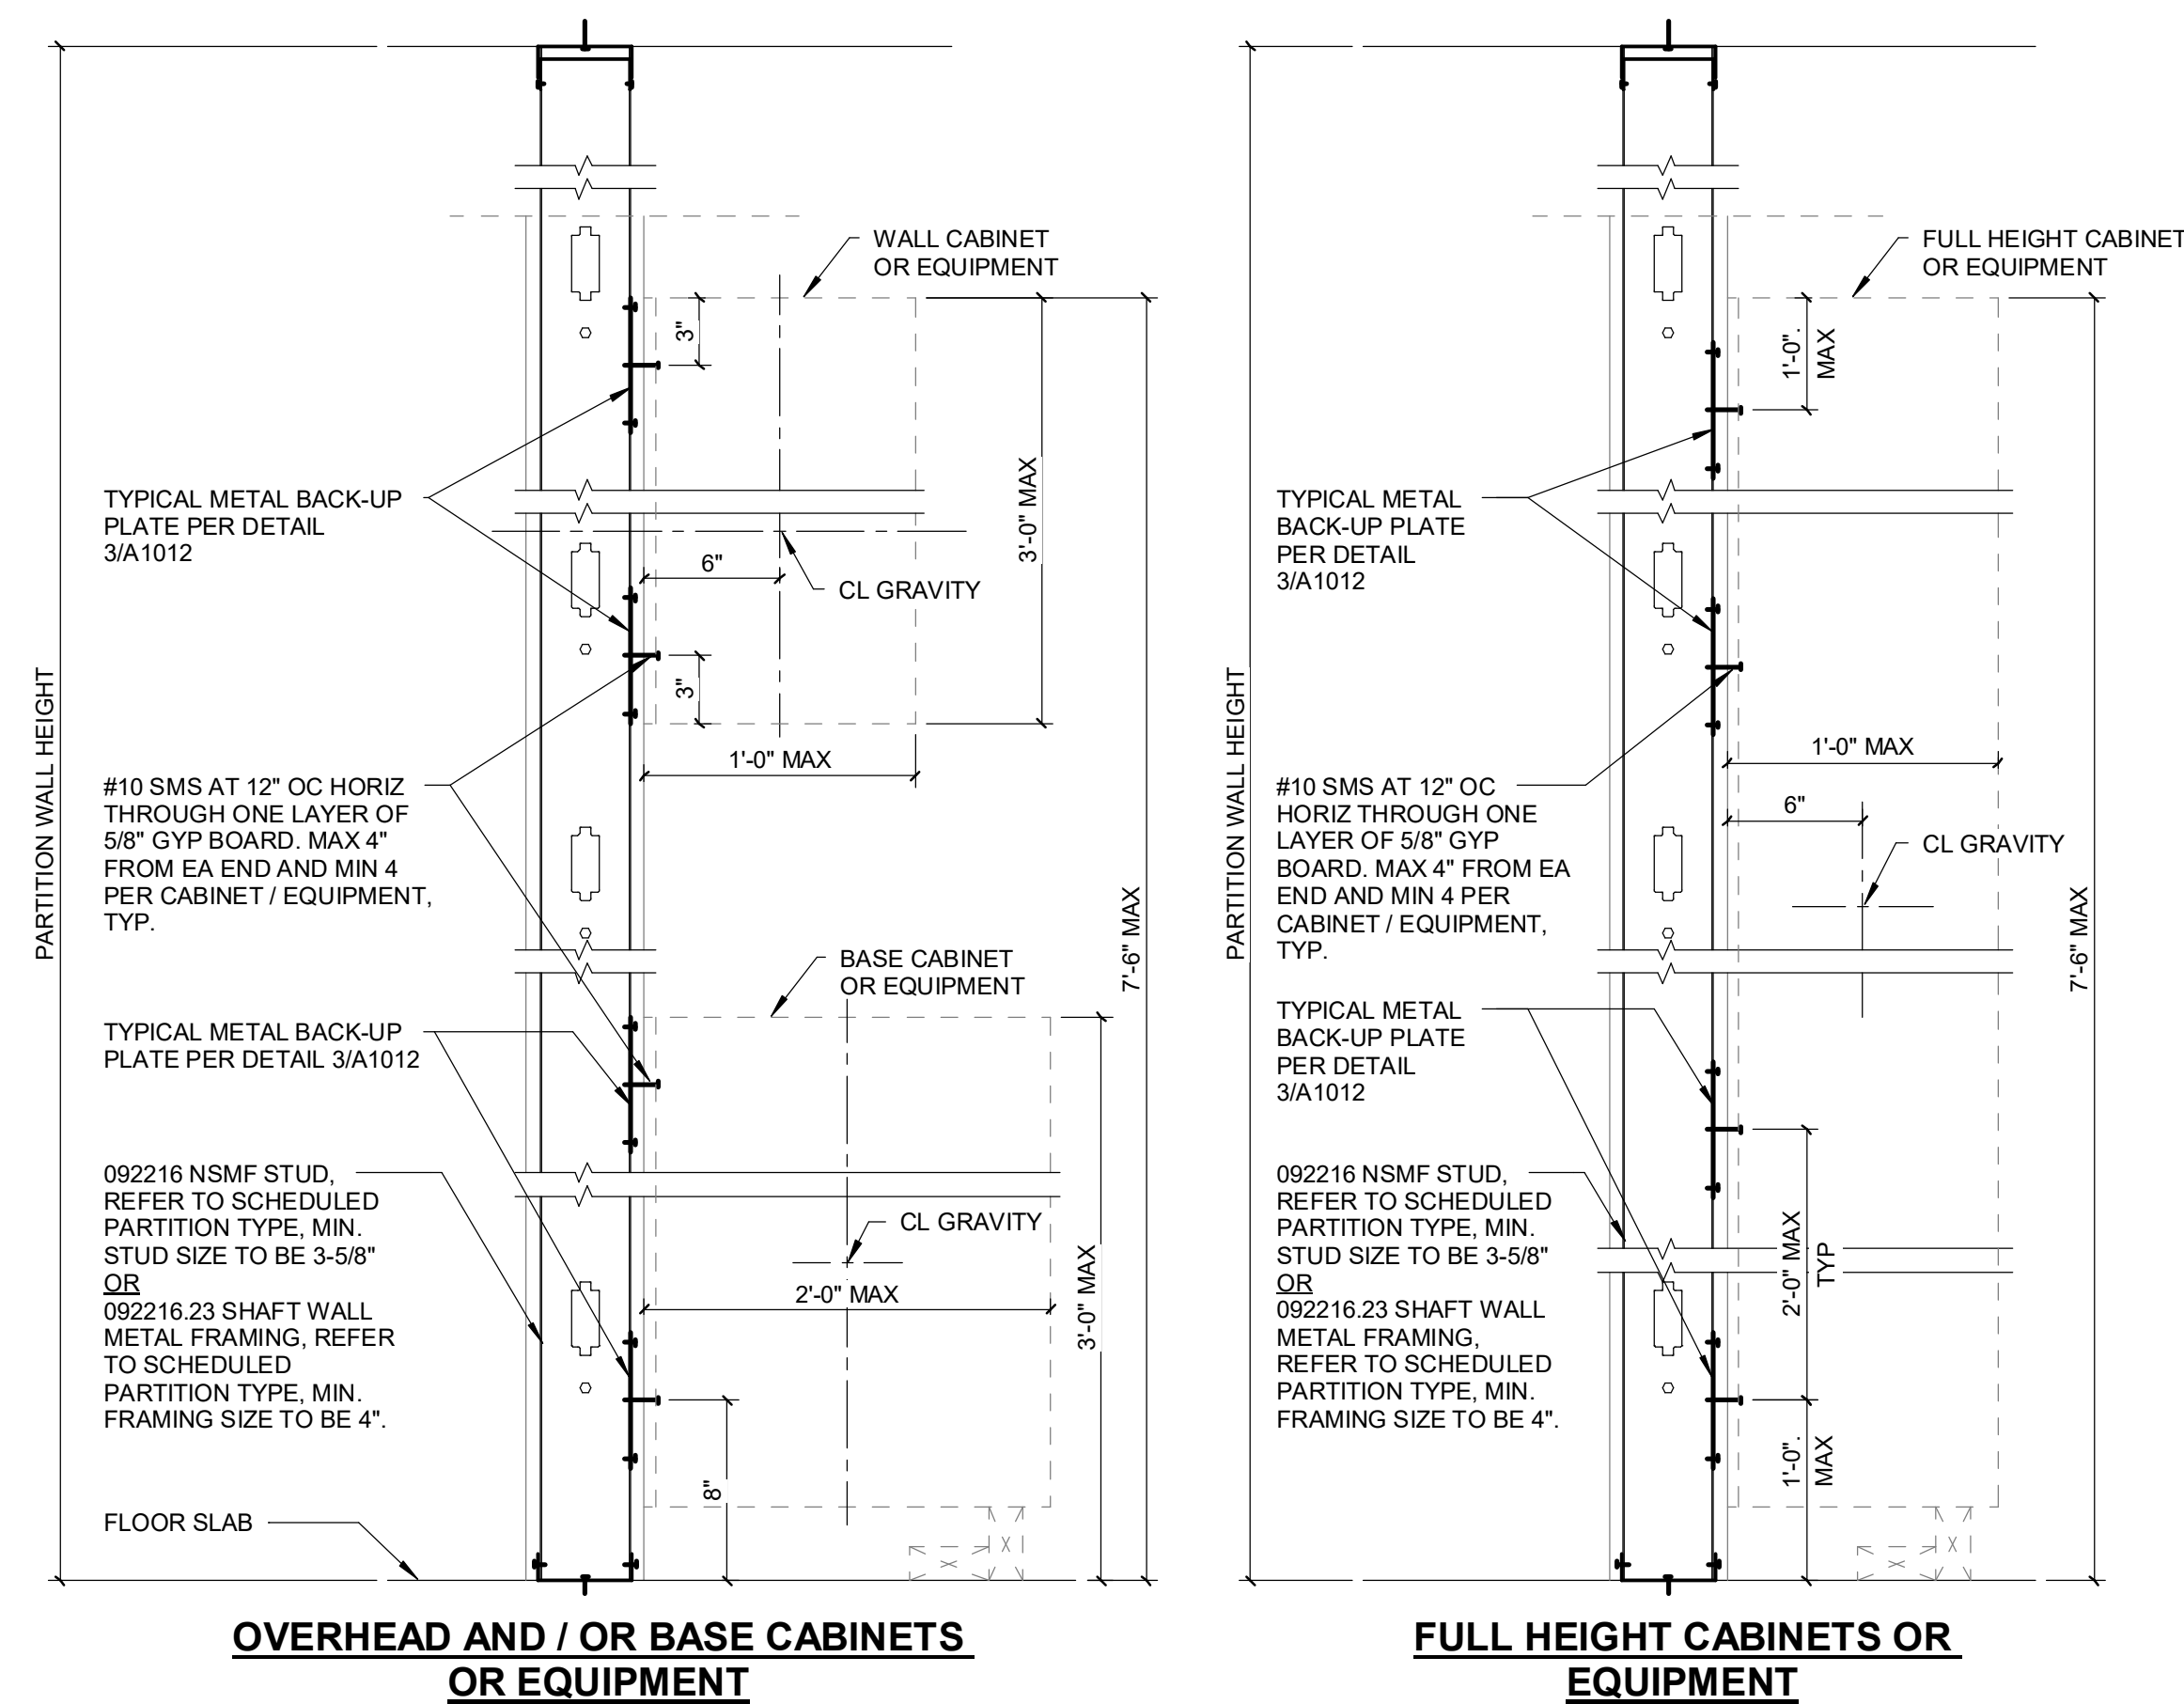 PARTITION WALL HEIGHT
WALL CABINET
OR EQUIPMENT
3"
TYPICAL METAL BACK-UP
PLATE PER DETAIL
3/A1012
3'-0" MAX
6"
CL GRAVITY
3"
1'-0" MAX
#10 SMS AT 12" OC HORIZ
THROUGH ONE LAYER OF
5/8" GYP BOARD. MAX 4"
FROM EA END AND MIN 4
PER CABINET / EQUIPMENT,
TYP.
7'-6" MAX
BASE CABINET
OR EQUIPMENT
TYPICAL METAL BACK-UP
PLATE PER DETAIL 3/A1012
092216 NSMF STUD,
REFER TO SCHEDULED
PARTITION TYPE, MIN.
STUD SIZE TO BE 3-5/8"
OR
092216.23 SHAFT WALL
METAL FRAMING, REFER
TO SCHEDULED
PARTITION TYPE, MIN.
FRAMING SIZE TO BE 4".
CL GRAVITY
2'-0" MAX
3'-0" MAX
8"
FLOOR SLAB
OVERHEAD AND / OR BASE CABINETS
OR EQUIPMENT
PARTITION WALL HEIGHT
FULL HEIGHT CABINET
OR EQUIPMENT
1'-0".
MAX
TYPICAL METAL
BACK-UP PLATE
PER DETAIL
3/A1012
1'-0" MAX
#10 SMS AT 12" OC
HORIZ THROUGH ONE
LAYER OF 5/8" GYP
BOARD. MAX 4" FROM EA
END AND MIN 4 PER
CABINET / EQUIPMENT,
TYP.
6"
CL GRAVITY
7'-6" MAX
TYPICAL METAL
BACK-UP PLATE
PER DETAIL
3/A1012
092216 NSMF STUD,
REFER TO SCHEDULED
PARTITION TYPE, MIN.
STUD SIZE TO BE 3-5/8"
OR
092216.23 SHAFT WALL
METAL FRAMING,
REFER TO SCHEDULED
PARTITION TYPE, MIN.
FRAMING SIZE TO BE 4".
2'-0" MAX
TYP
1'-0".
MAX
FULL HEIGHT CABINETS OR
EQUIPMENT